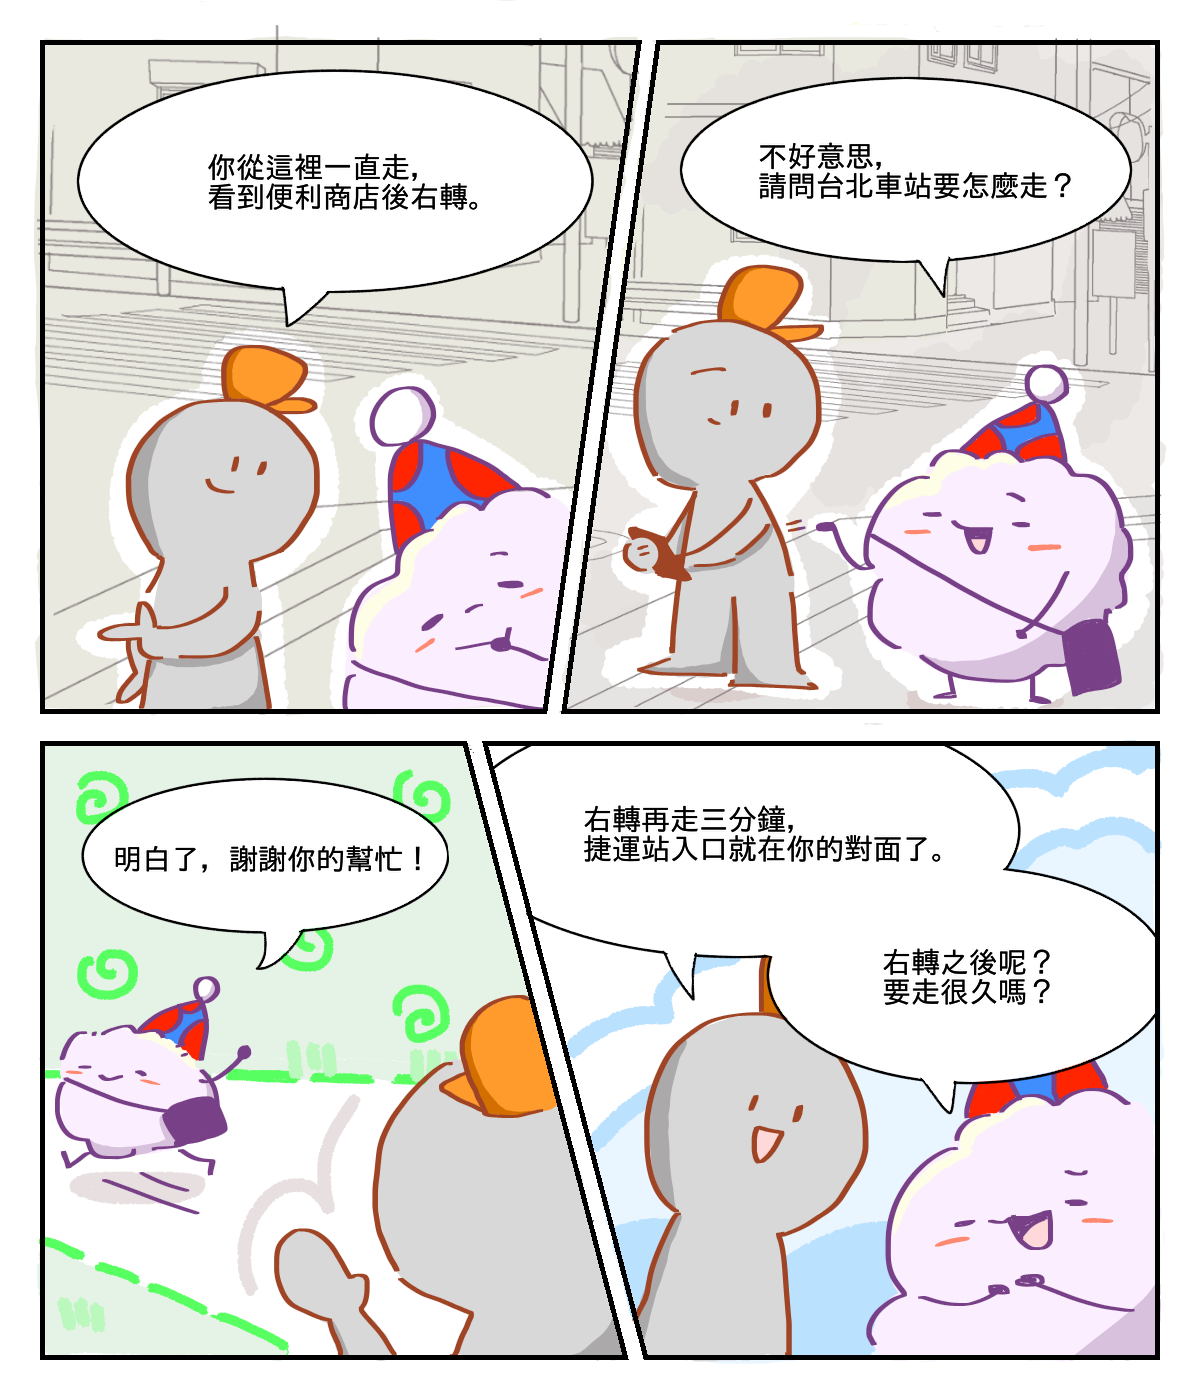 不好意思,
請問台北車站要怎麼走？
你從這裡一直走,
看到便利商店後右轉。
右轉之後呢？
要走很久嗎？
右轉再走三分鐘,
捷運站入口就在你的對面了。
明白了，謝謝你的幫忙！